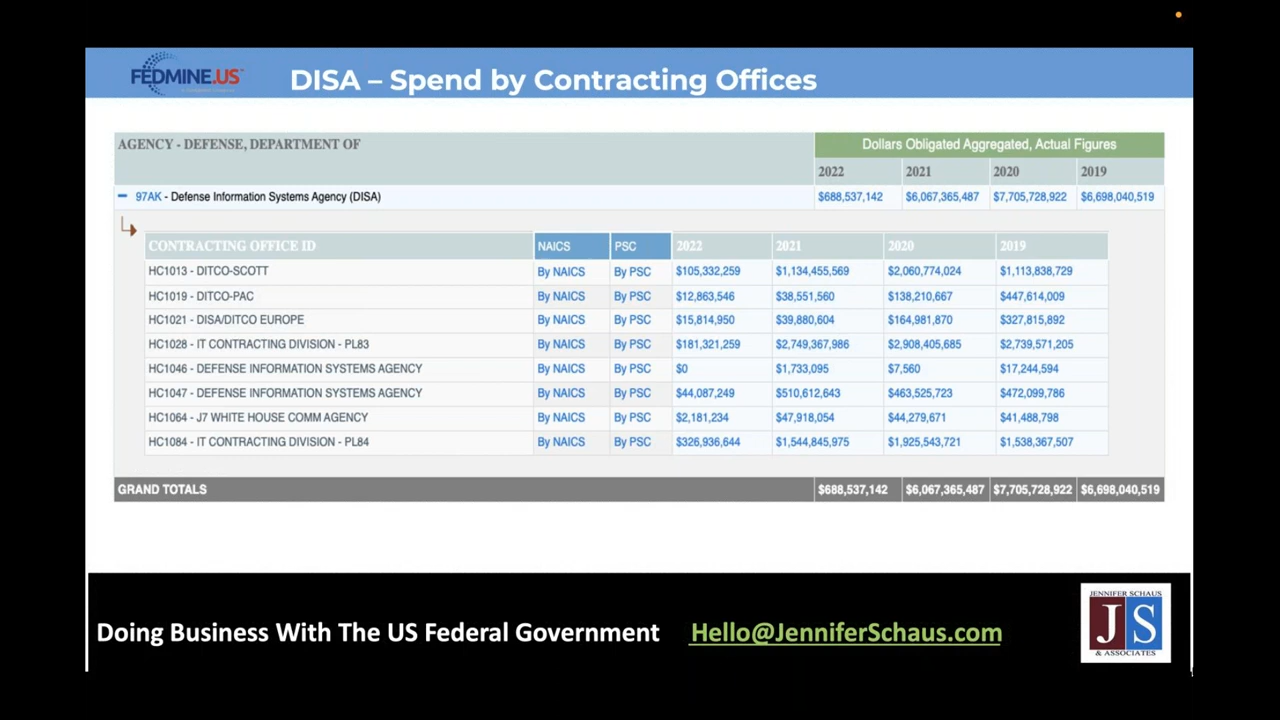 FEDMINE.US
DISA – Spend by Contracting Offices
AGENCY - DEFENSE, DEPARTMENT OF
Dollars Obligated Aggregated, Actual Figures
2022 2021 2020 2019
97AK - Defense Information Systems Agency (DISA) $688,537,142 $6,067,365,487 $7,705,728,922 $6,698,040,519
CONTRACTING OFFICE ID NAICS PSC 2022 2021 2020 2019
HC1013 - DITCO-SCOTT By NAICS By PSC $105,332,259 $1,134,455,569 $2,060,774,024 $1,113,838,729
HC1019 - DITCO-PAC By NAICS By PSC $12,863,546 $38,551,560 $138,210,667 $447,614,009
HC1021 - DISA/DITCO EUROPE By NAICS By PSC $15,814,950 $39,880,604 $164,981,870 $327,815,892
HC1028 - IT CONTRACTING DIVISION - PL83 By NAICS By PSC $181,321,259 $2,749,367,986 $2,908,405,685 $2,739,571,205
HC1046 - DEFENSE INFORMATION SYSTEMS AGENCY By NAICS By PSC $0 $1,733,095 $7,560 $17,244,594
HC1047 - DEFENSE INFORMATION SYSTEMS AGENCY By NAICS By PSC $44,087,249 $510,612,643 $463,525,723 $472,099,786
HC1064 - J7 WHITE HOUSE COMM AGENCY By NAICS By PSC $2,181,234 $47,918,054 $44,279,671 $41,488,798
HC1084 - IT CONTRACTING DIVISION - PL84 By NAICS By PSC $326,936,644 $1,544,845,975 $1,925,543,721 $1,538,367,507
GRAND TOTALS $688,537,142 $6,067,365,487 $7,705,728,922 $6,698,040,519
Doing Business With The US Federal Government Hello@JenniferSchaus.com
JENNIFER SCHAUS
JS
& ASSOCIATES